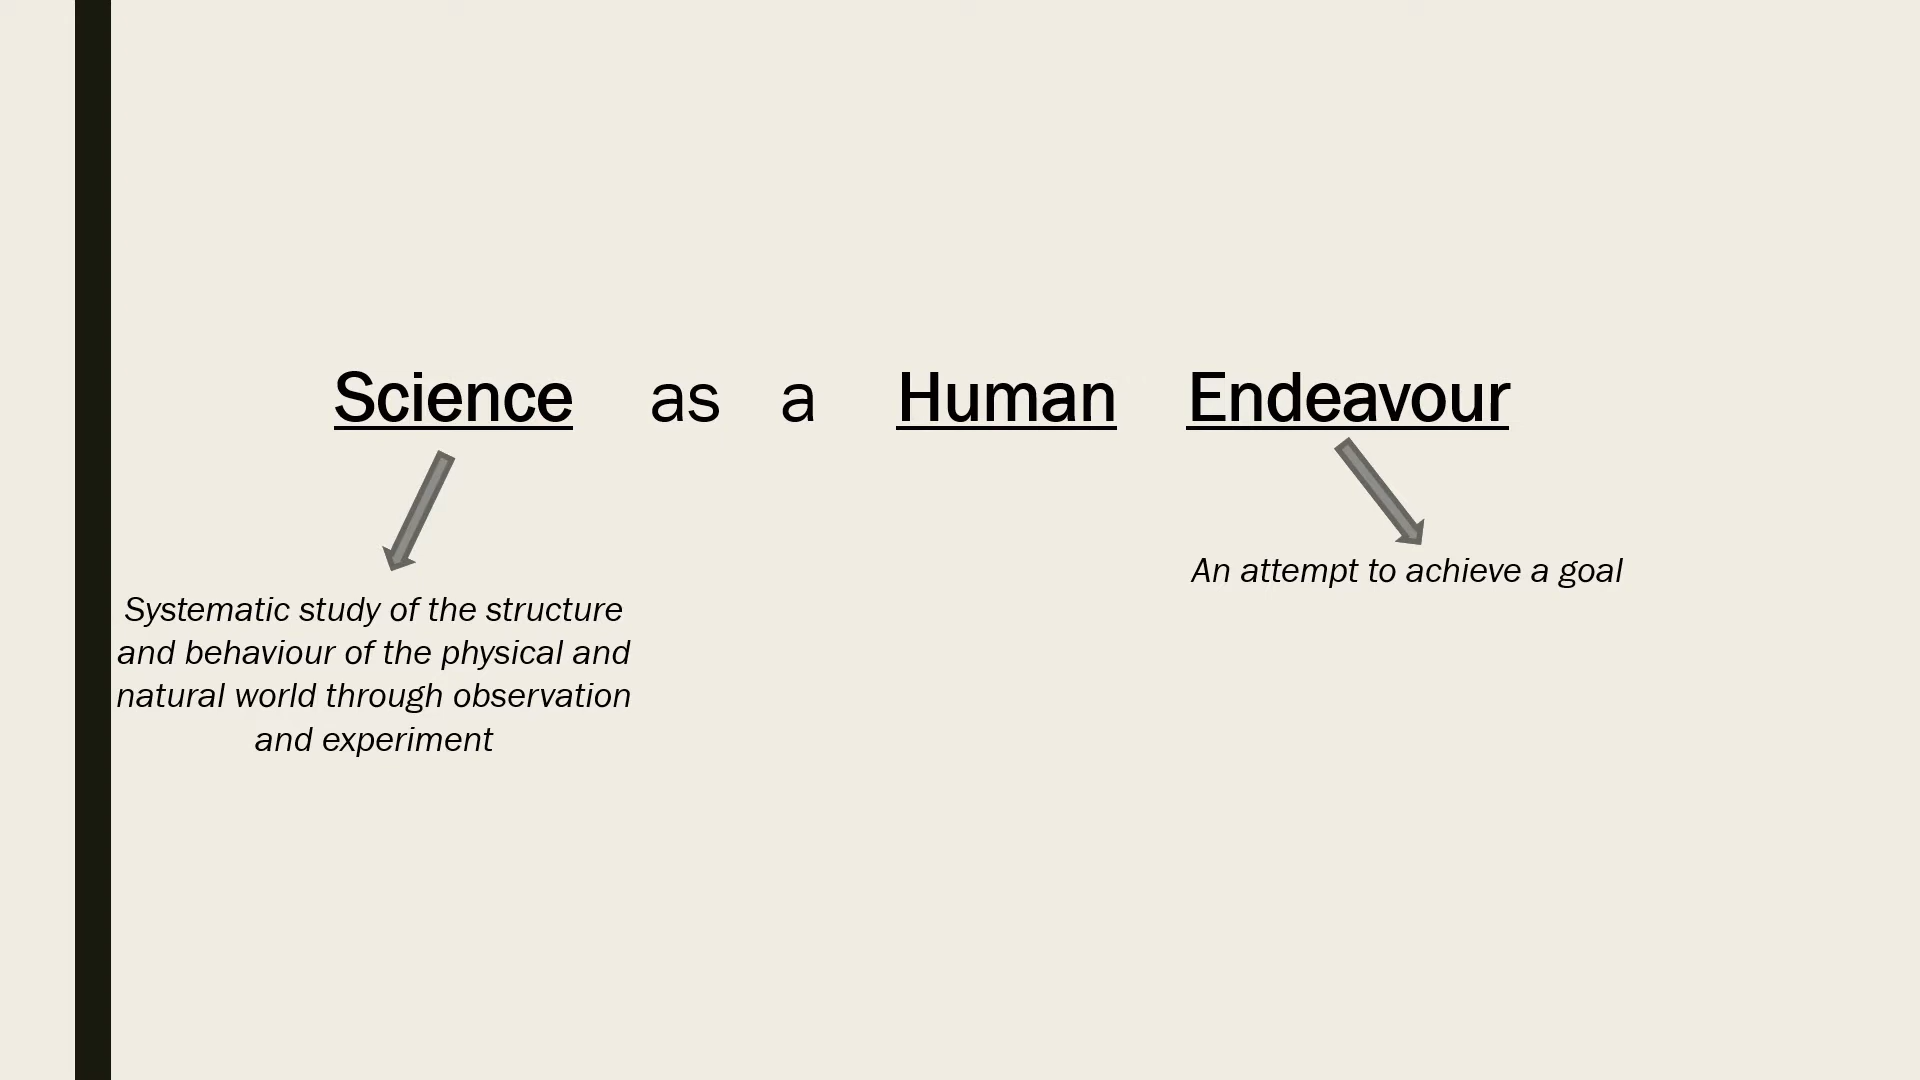 Science as a Human Endeavour
An attempt to achieve a goal
Systematic study of the structure
and behaviour of the physical and
natural world through observation
and experiment